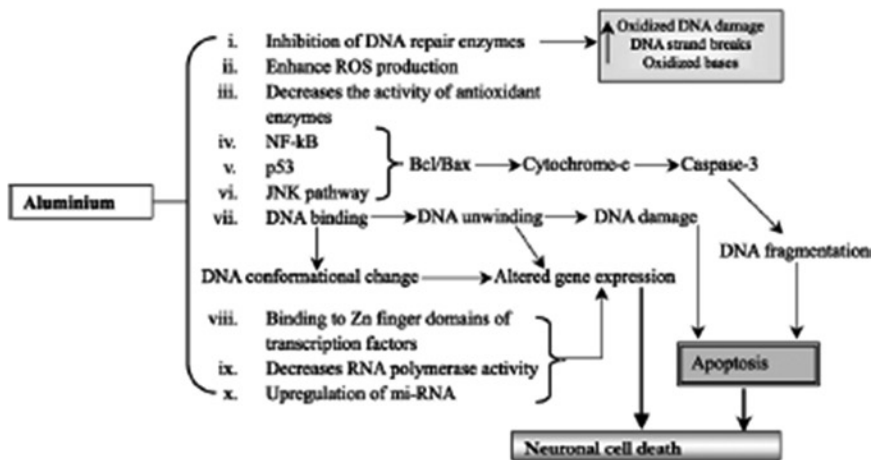 i. Inhibition of DNA repair enzymes
Oxidized DNA damage
DNA strand breaks
Oxidized bases
ii. Enhance ROS production
iii. Decreases the activity of antioxidant
enzymes
iv. NF-kB
v. p53
vi. JNK pathway
Bcl/Bax
Cytochrome-c
Caspase-3
Aluminium
vii. DNA binding
DNA unwinding
DNA damage
DNA fragmentation
DNA conformational change
Altered gene expression
viii. Binding to Zn finger domains of
transcription factors
ix. Decreases RNA polymerase activity
x. Upregulation of mi-RNA
Apoptosis
Neuronal cell death